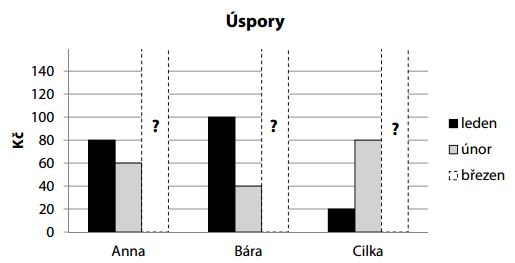 Úspory
Kč
140
120
100
80
60
40
20
0
?
?
?
Anna
Bára
Cilka
leden
únor
březen